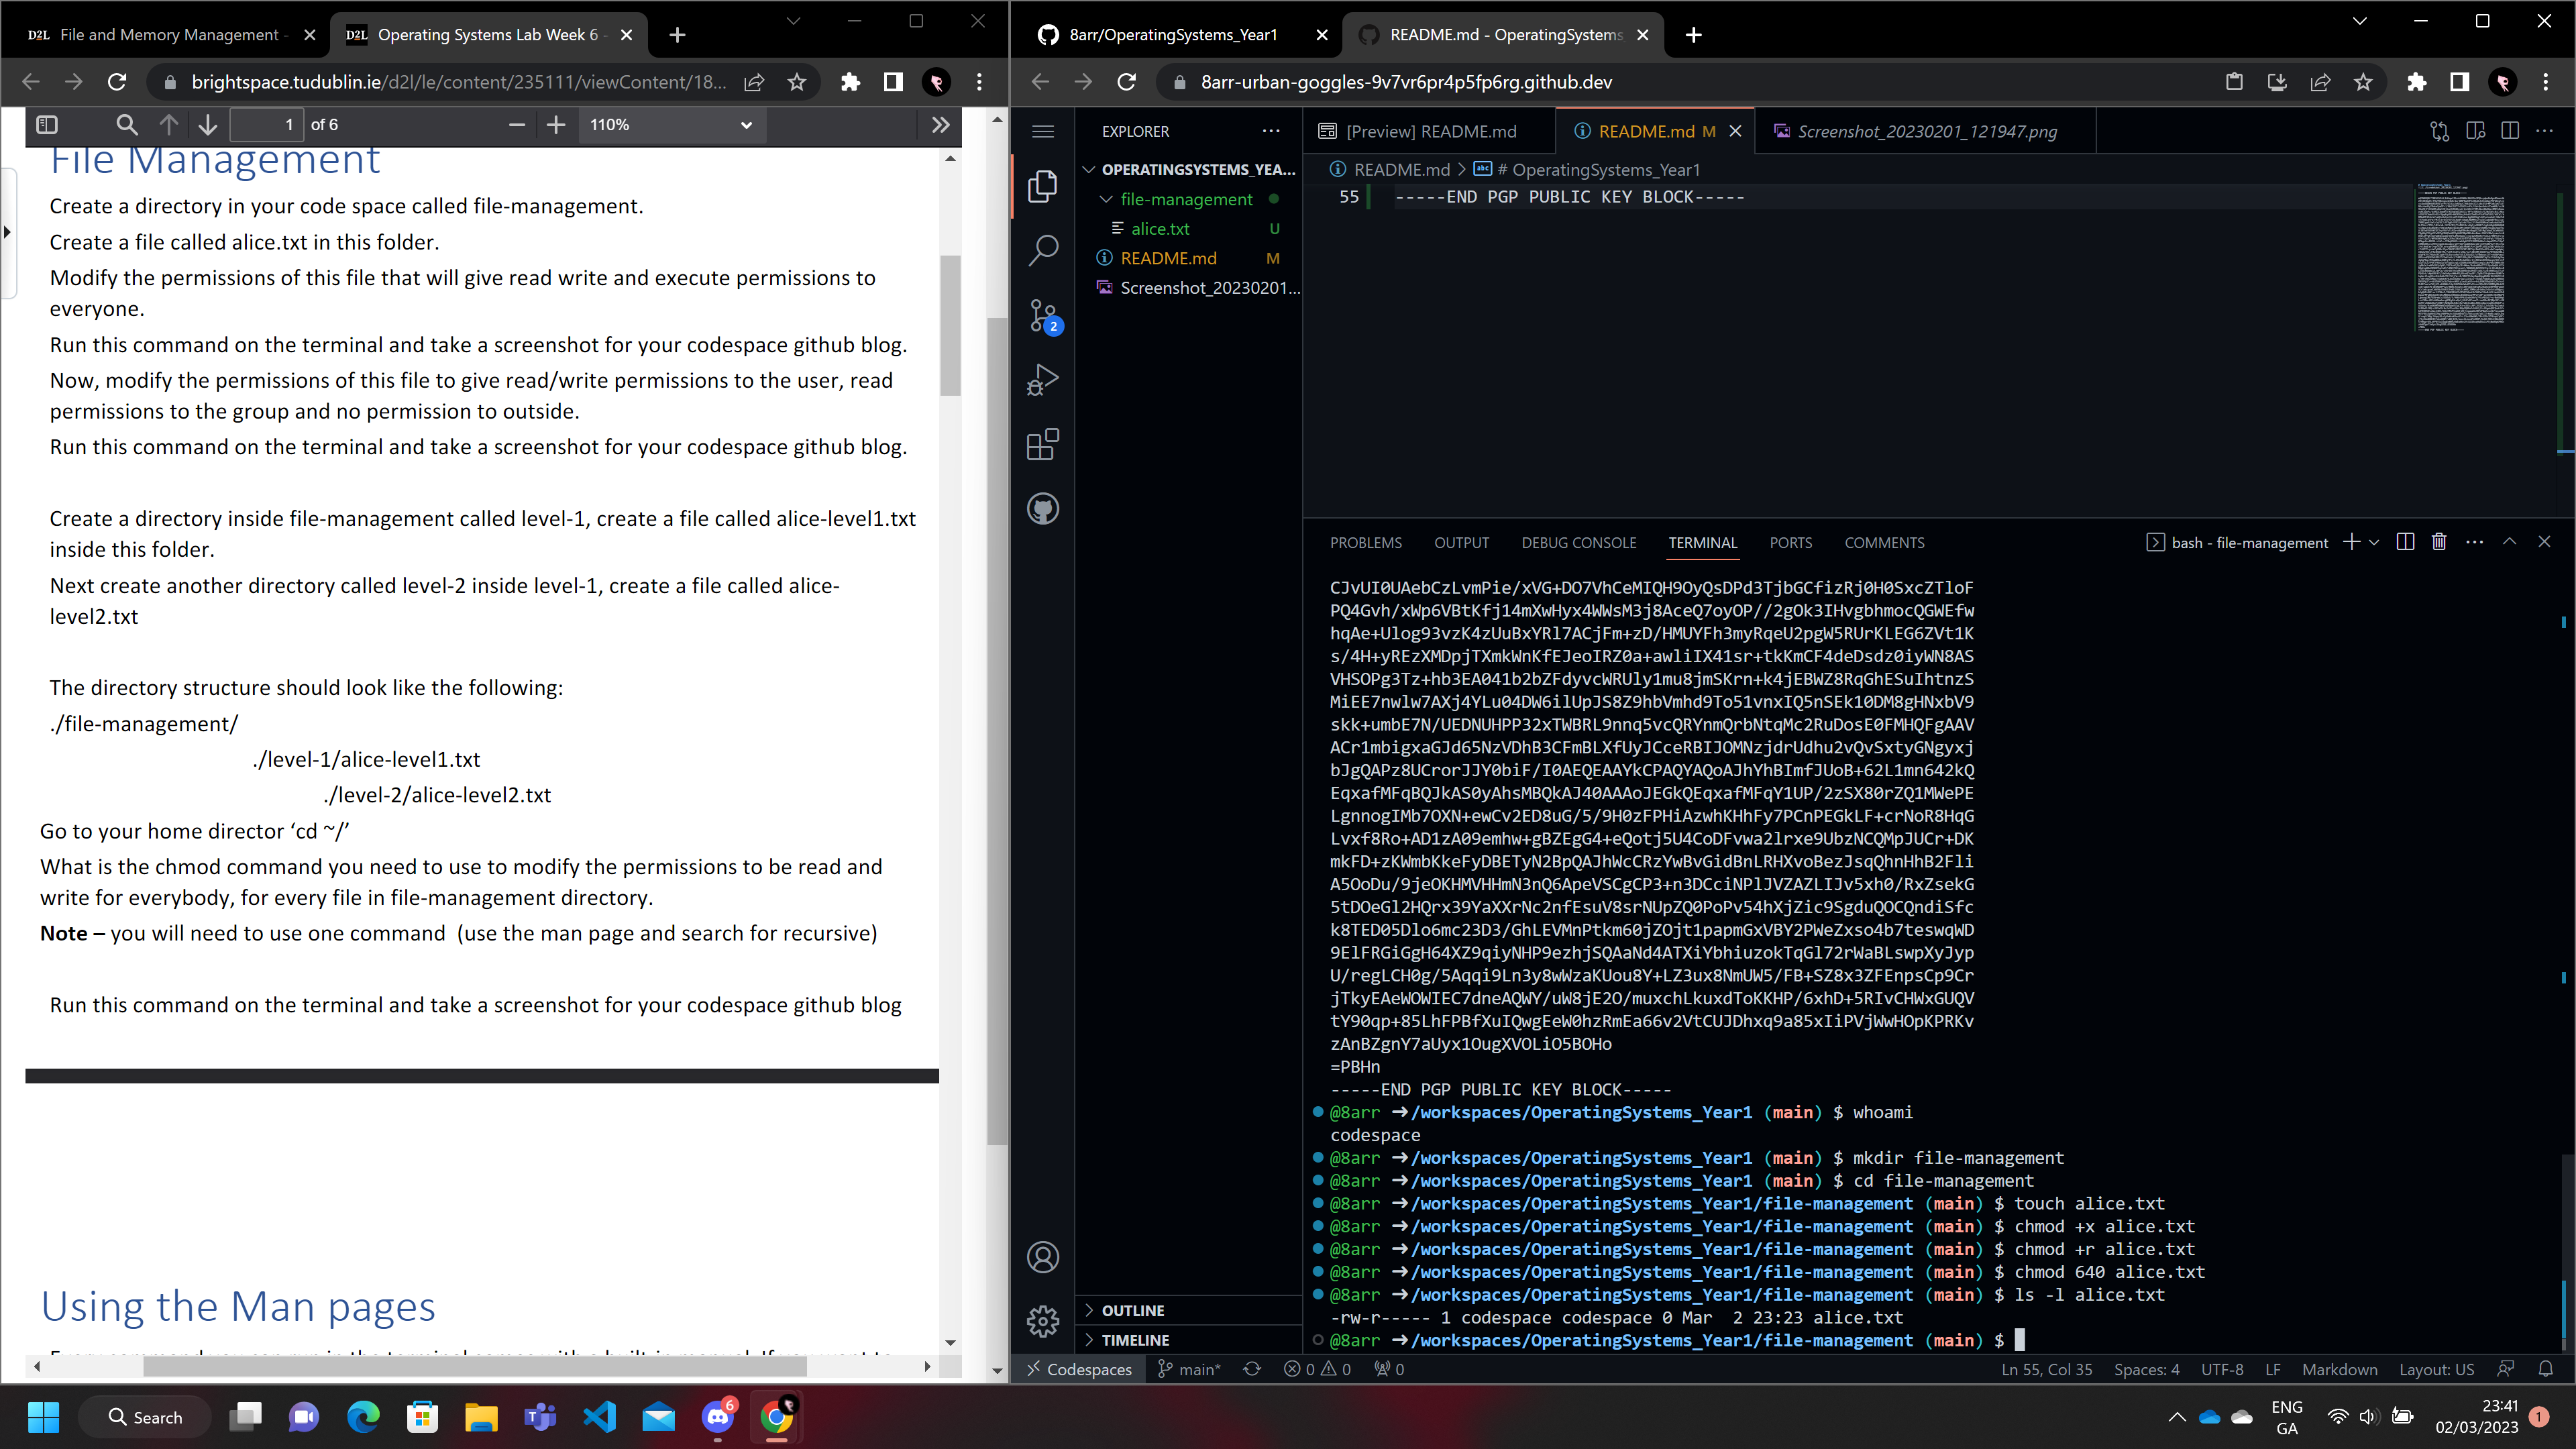 File and Memory Management -
Operating Systems Lab Week 6 -
brightspace.tudublin.ie/d2l/le/content/235111/viewContent/18...
1 of 6
110%
File Management
Create a directory in your code space called file-management.
Create a file called alice.txt in this folder.
Modify the permissions of this file that will give read write and execute permissions to
everyone.
Run this command on the terminal and take a screenshot for your codespace github blog.
Now, modify the permissions of this file to give read/write permissions to the user, read
permissions to the group and no permission to outside.
Run this command on the terminal and take a screenshot for your codespace github blog.
Create a directory inside file-management called level-1, create a file called alice-level1.txt
inside this folder.
Next create another directory called level-2 inside level-1, create a file called alice-
level2.txt
The directory structure should look like the following:
./file-management/
./level-1/alice-level1.txt
./level-2/alice-level2.txt
Go to your home director ‘cd ~/’
What is the chmod command you need to use to modify the permissions to be read and
write for everybody, for every file in file-management directory.
Note – you will need to use one command (use the man page and search for recursive)
Run this command on the terminal and take a screenshot for your codespace github blog
Using the Man pages
8arr/OperatingSystems_Year1
README.md - OperatingSystems
8arr-urban-goggles-9v7vr6pr4p5fp6rg.github.dev
EXPLORER
OPERATINGSYSTEMS_YEA...
file-management
alice.txt U
README.md M
Screenshot_20230201...
OUTLINE
TIMELINE
2
[Preview] README.md
README.md M
Screenshot_20230201_121947.png
README.md > # OperatingSystems_Year1
55 -----END PGP PUBLIC KEY BLOCK-----
PROBLEMS OUTPUT DEBUG CONSOLE TERMINAL PORTS COMMENTS
bash - file-management
CJvUI0UAebCzLvmPie/xVG+DO7VhCeMIQH9OyQsDPd3TjbGCfizRj0H0SxcZTloF
PQ4Gvh/xWp6VBtKfj14mXwHyx4WWsM3j8AceQ7oyOP//2gOk3IHvgbhmocQGWEfw
hqAe+Ulog93vzK4zUuBxYRl7ACjFm+zD/HMUYFh3myRqeU2pgW5RUrKLEG6ZVt1K
s/4H+yREzXMDpjTXmkWnKfEJeoIRZ0a+awliIX41sr+tkKmCF4deDsdz0iyWN8AS
VHSOPg3Tz+hb3EA041b2bZFdyvcWRUly1mu8jmSKrn+k4jEBWZ8RqGhESuIhtnzS
MiEE7nwlw7AXj4YLu04DW6ilUpJS8Z9hbVmhd9To51vnxIQ5nSEk10DM8gHNxbV9
skk+umbE7N/UEDNUHPP32xTWBRL9nnq5vcQRYnmQrbNtqMc2RuDosE0FMHQFgAAV
ACr1mbigxaGJd65NzVDhB3CFmBLXfUyJCceRBIJOMNzjdrUdhu2vQvSxtyGNgyxj
bJgQAPz8UCrorJJY0biF/I0AEQEAAYkCPAQYAQoAJhYhBImfJUoB+62L1mn642kQ
EqxafMFqBQJkAS0yAhsMBQkAJ40AAAoJEGkQEqxafMFqY1UP/2zSX80rZQ1MWePE
LgnnogIMb7OXN+ewCv2ED8uG/5/9H0zFPHiAzwhKHhFy7PCnPEGkLF+crNoR8HqG
Lvxf8Ro+AD1zA09emhw+gBZEgG4+eQotj5U4CoDFvwa2lrxe9UbzNCQMpJUCr+DK
mkFD+zKWmbKkeFyDBETyN2BpQAJhWcCRzYwBvGidBnLRHXvoBezJsqQhnHhB2Fli
A5OoDu/9jeOKHMVHHmN3nQ6ApeVSCgCP3+n3DCciNPlJVZAZLIJv5xh0/RxZsekG
5tDOeGl2HQrx39YaXXrNc2nfEsuV8srNUpZQ0PoPv54hXjZic9SgduQOCQndiSfc
k8TED05Dlo6mc23D3/GhLEVMnPtkm60jZOjt1papmGxVBY2PWeZxso4b7teswqWD
9ElFRGiGgH64XZ9qiyNHP9ezhjSQAaNd4ATXiYbhiuzokTqGl72rWaBLswpXyJyp
U/regLCH0g/5Aqqi9Ln3y8wWzaKUou8Y+LZ3ux8NmUW5/FB+SZ8x3ZFEnpsCp9Cr
jTkyEAeWOWIEC7dneAQWY/uW8jE2O/muxchLkuxdToKKHP/6xhD+5RIvCHWxGUQV
tY90qp+85LhFPBfXuIQwgEeW0hzRmEa66v2VtCUJDhxq9a85xIiPVjWwHOpKPRKv
zAnBZgnY7aUyx1OugXVOLiO5BOHo
=PBHn
-----END PGP PUBLIC KEY BLOCK-----
@8arr ➜/workspaces/OperatingSystems_Year1 (main) $ whoami
codespace
@8arr ➜/workspaces/OperatingSystems_Year1 (main) $ mkdir file-management
@8arr ➜/workspaces/OperatingSystems_Year1 (main) $ cd file-management
@8arr ➜/workspaces/OperatingSystems_Year1/file-management (main) $ touch alice.txt
@8arr ➜/workspaces/OperatingSystems_Year1/file-management (main) $ chmod +x alice.txt
@8arr ➜/workspaces/OperatingSystems_Year1/file-management (main) $ chmod +r alice.txt
@8arr ➜/workspaces/OperatingSystems_Year1/file-management (main) $ chmod 640 alice.txt
@8arr ➜/workspaces/OperatingSystems_Year1/file-management (main) $ ls -l alice.txt
-rw-r----- 1 codespace codespace 0 Mar 2 23:23 alice.txt
@8arr ➜/workspaces/OperatingSystems_Year1/file-management (main) $
Codespaces main* 0 0 0 Ln 55, Col 35 Spaces: 4 UTF-8 LF Markdown Layout: US
Search 6 ENG GA 23:41 02/03/2023 1